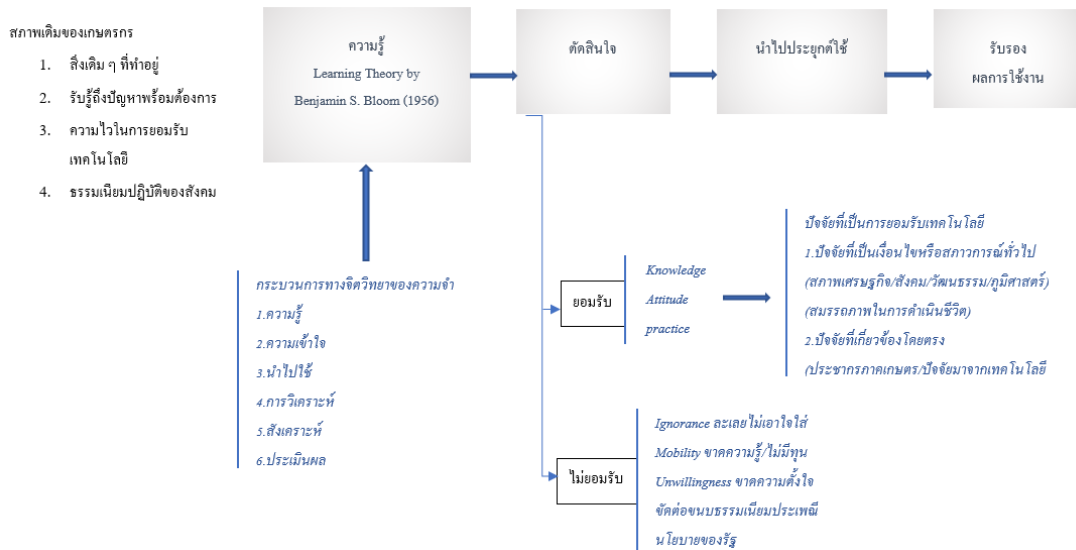 สภาพเดิมของเกษตรกร
1. สิ่งเดิม ๆ ที่ทำอยู่
2. รับรู้ถึงปัญหาพร้อมต้องการ
3. ความไวในการยอมรับ
เทคโนโลยี
4. ธรรมเนียมปฏิบัติของสังคม
ความรู้
Learning Theory by
Benjamin S. Bloom (1956)
ตัดสินใจ
นำไปประยุกต์ใช้
รับรอง
ผลการใช้งาน
กระบวนการทางจิตวิทยาของความจำ
1.ความรู้
2.ความเข้าใจ
3.นำไปใช้
4.การวิเคราะห์
5.สังเคราะห์
6.ประเมินผล
ยอมรับ
Knowledge
Attitude
practice
ปัจจัยที่เป็นการยอมรับเทคโนโลยี
1.ปัจจัยที่เป็นเงื่อนไขหรือสภาวการณ์ทั่วไป
(สภาพเศรษฐกิจ/สังคม/วัฒนธรรม/ภูมิศาสตร์)
(สมรรถภาพในการดำเนินชีวิต)
2.ปัจจัยที่เกี่ยวข้องโดยตรง
(ประชากรภาคเกษตร/ปัจจัยมาจากเทคโนโลยี
ไม่ยอมรับ
Ignorance ละเลยไม่เอาใจใส่
Mobility ขาดความรู้/ไม่มีทุน
Unwillingness ขาดความตั้งใจ
ขัดต่อขนบธรรมเนียมประเพณี
นโยบายของรัฐ